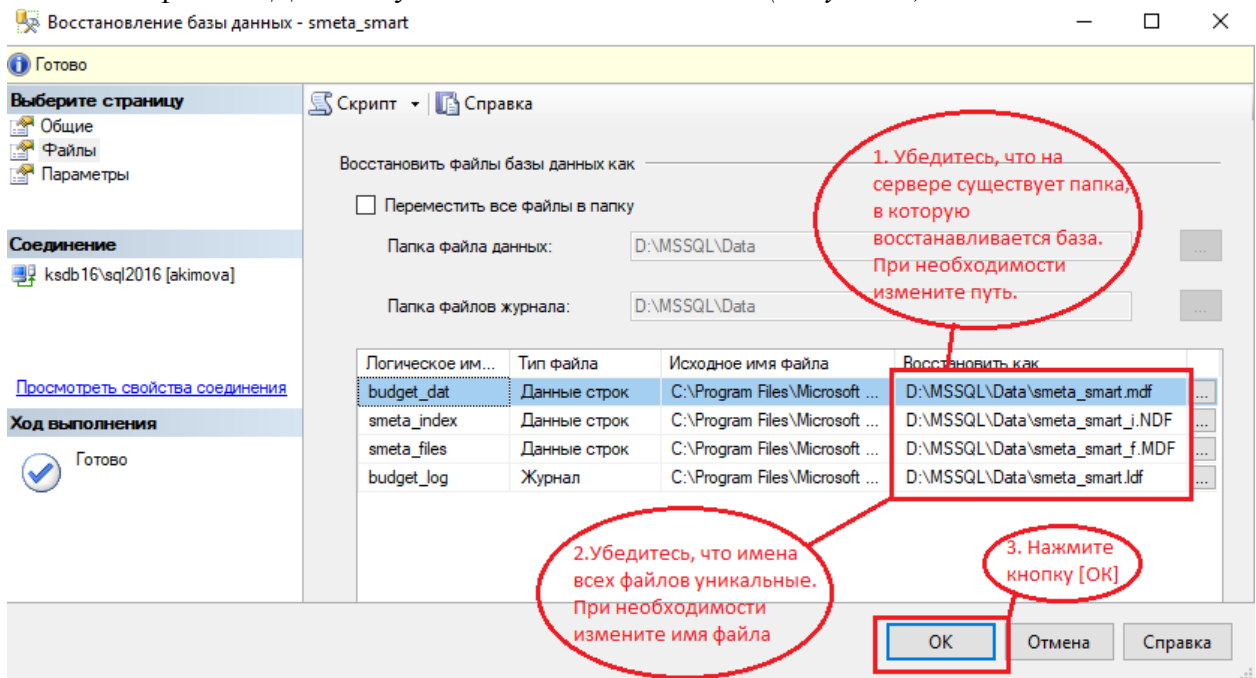 Восстановление базы данных - smeta_smart
Готово
Выберите страницу
Общие
Файлы
Параметры
Соединение
ksdb16\sql2016 [akimova]
Просмотреть свойства соединения
Ход выполнения
Готово
Скрипт
Справка
Восстановить файлы базы данных как
Переместить все файлы в папку
Папка файла данных:
D:\MSSQL\Data
...
Папка файлов журнала:
D:\MSSQL\Data
...
1. Убедитесь, что на
сервере существует папка,
в которую
восстанавливается база.
При необходимости
измените путь.
Логическое им... Тип файла Исходное имя файла Восстановить как
budget_dat Данные строк C:\Program Files\Microsoft ... D:\MSSQL\Data\smeta_smart.mdf ...
smeta_index Данные строк C:\Program Files\Microsoft ... D:\MSSQL\Data\smeta_smart_i.NDF ...
smeta_files Данные строк C:\Program Files\Microsoft ... D:\MSSQL\Data\smeta_smart_f.MDF ...
budget_log Журнал C:\Program Files\Microsoft ... D:\MSSQL\Data\smeta_smart.ldf ...
2.Убедитесь, что имена
всех файлов уникальные.
При необходимости
измените имя файла
3. Нажмите
кнопку [ОК]
ОК
Отмена
Справка